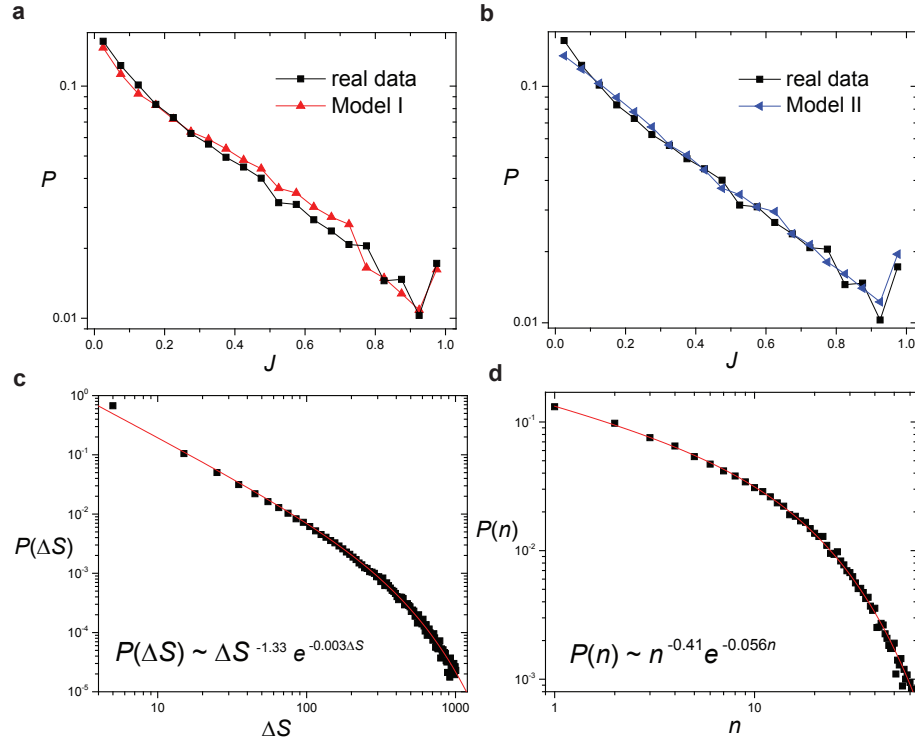 a
0.1
0.01
P
real data
Model I
0.0 0.2 0.4 0.6 0.8 1.0
J
b
0.1
0.01
P
real data
Model II
0.0 0.2 0.4 0.6 0.8 1.0
J
c
10^0
10^-1
10^-2
10^-3
10^-4
10^-5
P(ΔS)
P(ΔS) ~ ΔS^-1.33 e^-0.003ΔS
10 100 1000
ΔS
d
10^-1
10^-2
10^-3
P(n)
P(n) ~ n^-0.41 e^-0.056n
1 10
n